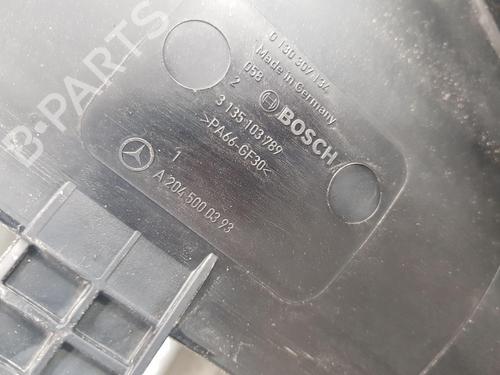 B-PARTS
0 130 307 134
Made in Germany
058
2
BOSCH
3 135 103 789
>PA66-GF30<
1
A 204 500 03 93